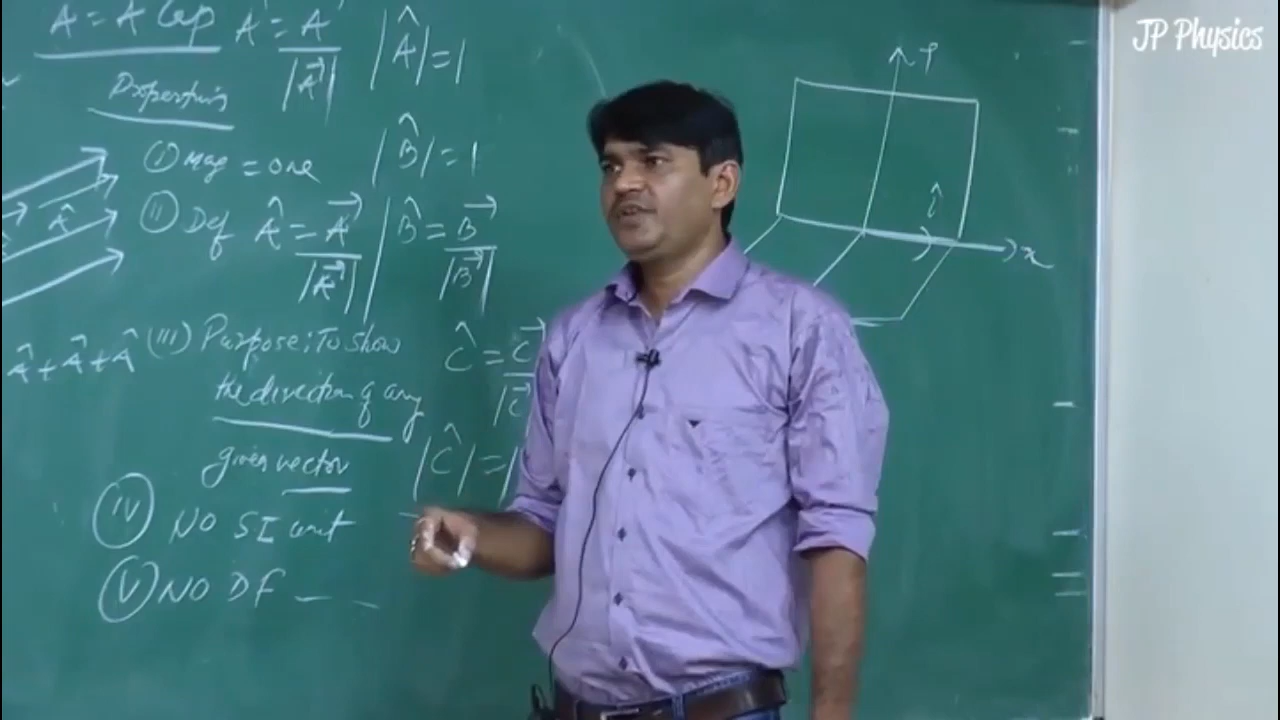 JP Physics
A = A Cap Â = A⃗/|A⃗| |Â| = 1
Properties
(i) Mag = one |B̂| = 1
(ii) Def Â = A⃗/|A⃗| B̂ = B⃗/|B⃗|
Â
Â + Â + Â
(iii) Purpose: To show
the direction of any
given vector
Ĉ = C⃗/|C⃗|
|Ĉ| = 1
(iv) NO SI unit
(v) NO DF
î
x